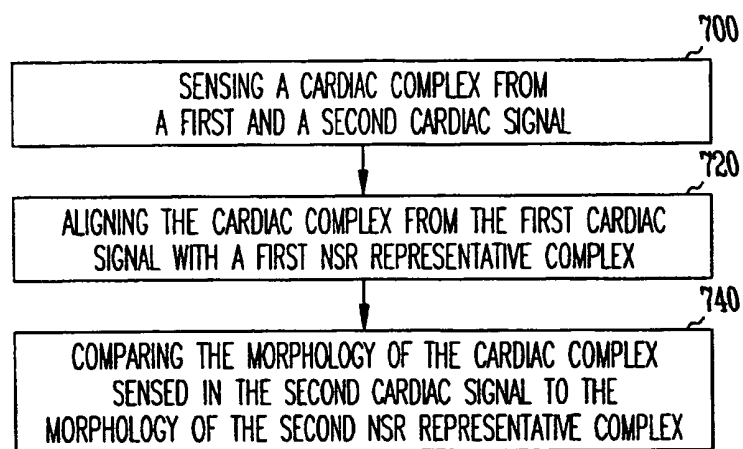 700
SENSING A CARDIAC COMPLEX FROM
A FIRST AND A SECOND CARDIAC SIGNAL
720
ALIGNING THE CARDIAC COMPLEX FROM THE FIRST CARDIAC
SIGNAL WITH A FIRST NSR REPRESENTATIVE COMPLEX
740
COMPARING THE MORPHOLOGY OF THE CARDIAC COMPLEX
SENSED IN THE SECOND CARDIAC SIGNAL TO THE
MORPHOLOGY OF THE SECOND NSR REPRESENTATIVE COMPLEX